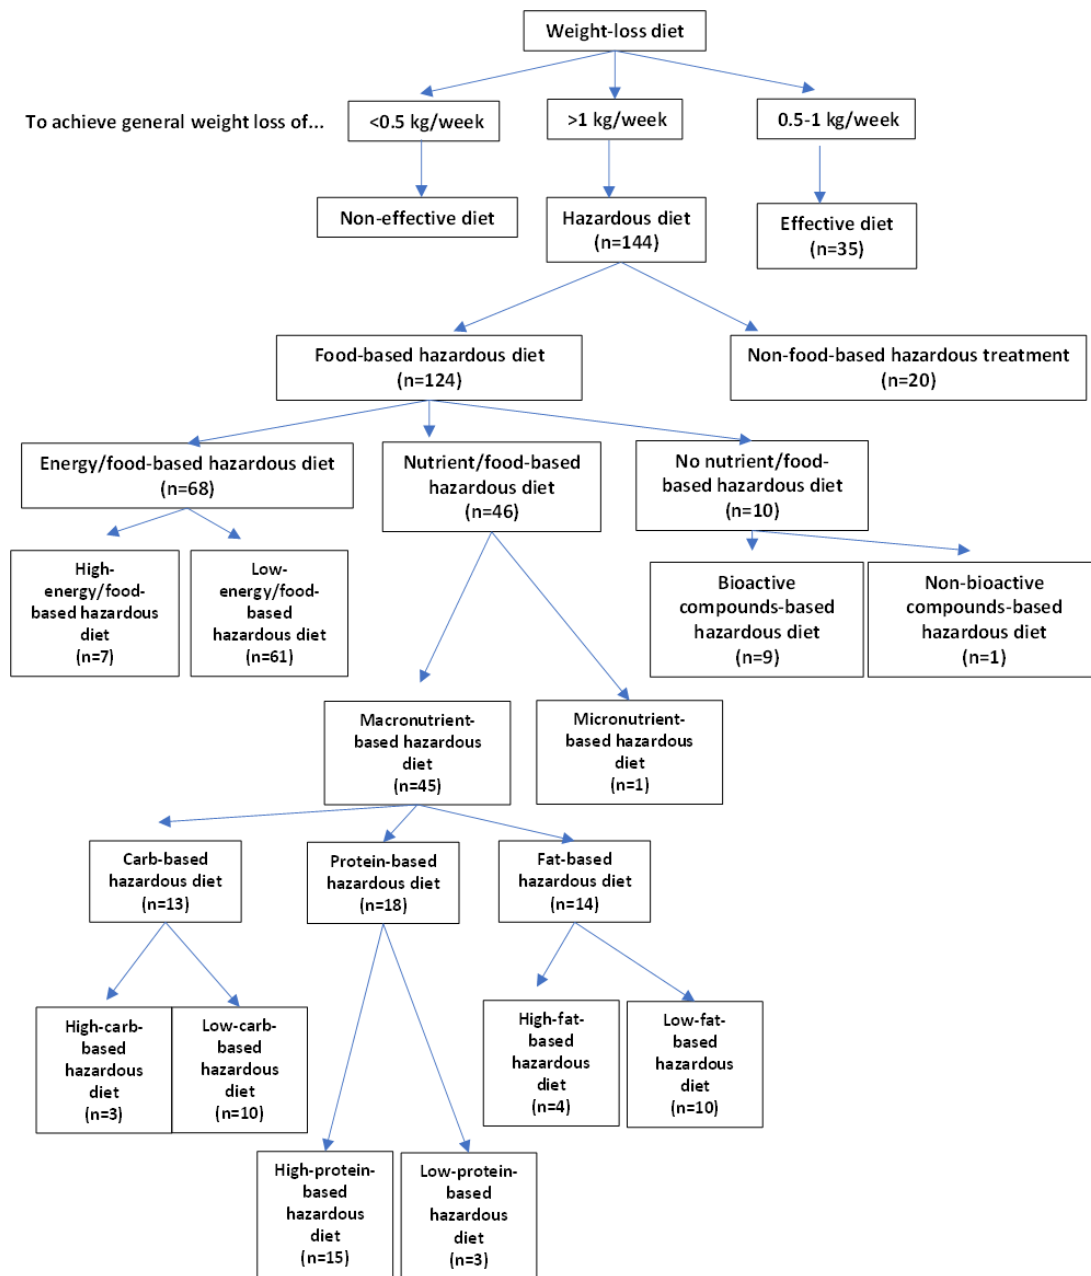 Weight-loss diet
To achieve general weight loss of...
<0.5 kg/week
>1 kg/week
0.5-1 kg/week
Non-effective diet
Hazardous diet
(n=144)
Effective diet
(n=35)
Food-based hazardous diet
(n=124)
Non-food-based hazardous treatment
(n=20)
Energy/food-based hazardous diet
(n=68)
Nutrient/food-based
hazardous diet
(n=46)
No nutrient/food-
based hazardous diet
(n=10)
High-
energy/food-
based hazardous
diet
(n=7)
Low-
energy/food-
based
hazardous diet
(n=61)
Bioactive
compounds-based
hazardous diet
(n=9)
Non-bioactive
compounds-based
hazardous diet
(n=1)
Macronutrient-
based hazardous
diet
(n=45)
Micronutrient-
based hazardous
diet
(n=1)
Carb-based
hazardous diet
(n=13)
Protein-based
hazardous diet
(n=18)
Fat-based
hazardous diet
(n=14)
High-carb-
based
hazardous
diet
(n=3)
Low-carb-
based
hazardous
diet
(n=10)
High-fat-
based
hazardous
diet
(n=4)
Low-fat-
based
hazardous
diet
(n=10)
High-protein-
based
hazardous
diet
(n=15)
Low-protein-
based
hazardous
diet
(n=3)